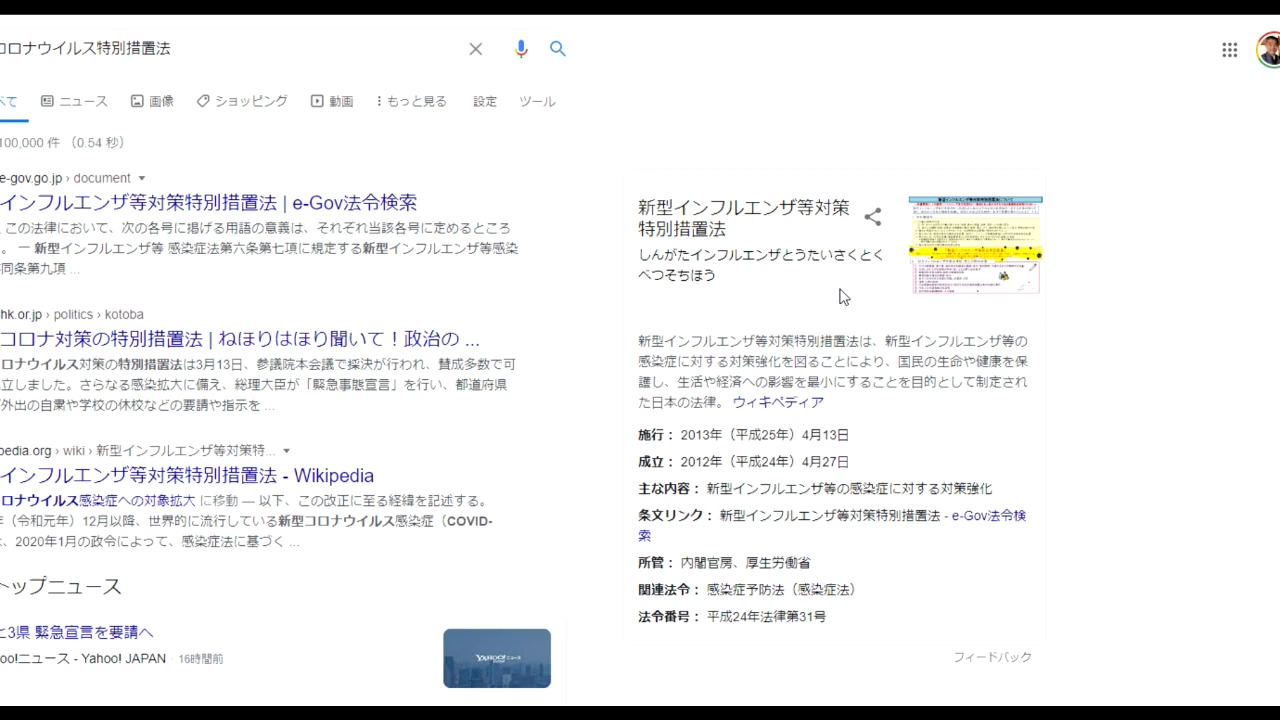 コロナウイルス特別措置法
べて ニュース 画像 ショッピング 動画 もっと見る 設定 ツール
100,000 件 (0.54 秒)
e-gov.go.jp › document
インフルエンザ等対策特別措置法 | e-Gov法令検索
この法律において、次の各号に掲げる用語の意義は、それぞれ当該各号に定めるところ
。 一 新型インフルエンザ等 感染症法第六条第七項に規定する新型インフルエンザ等感染
同条第九項 ...
hk.or.jp › politics › kotoba
コロナ対策の特別措置法 | ねほりはほり聞いて！政治の ...
ロナウイルス対策の特別措置法は3月13日、参議院本会議で採決が行われ、賛成多数で可
立しました。さらなる感染拡大に備え、総理大臣が「緊急事態宣言」を行い、都道府県
外出の自粛や学校の休校などの要請や指示を ...
pedia.org › wiki › 新型インフルエンザ等対策特...
インフルエンザ等対策特別措置法 - Wikipedia
ロナウイルス感染症への対象拡大 に移動 — 以下、この改正に至る経緯を記述する。
年（令和元年）12月以降、世界的に流行している新型コロナウイルス感染症（COVID-
、2020年1月の政令によって、感染症法に基づく ...
トップニュース
と3県 緊急宣言を要請へ
oo!ニュース - Yahoo! JAPAN · 16時間前
YAHOO! ニュース
JAPAN
新型インフルエンザ等対策
特別措置法
しんがたインフルエンザとうたいさくとく
べつそちほう
新型インフルエンザ等対策特別措置法は、新型インフルエンザ等の
感染症に対する対策強化を図ることにより、国民の生命や健康を保
護し、生活や経済への影響を最小にすることを目的として制定され
た日本の法律。 ウィキペディア
施行： 2013年（平成25年）4月13日
成立： 2012年（平成24年）4月27日
主な内容： 新型インフルエンザ等の感染症に対する対策強化
条文リンク： 新型インフルエンザ等対策特別措置法 - e-Gov法令検
索
所管： 内閣官房、厚生労働省
関連法令： 感染症予防法（感染症法）
法令番号： 平成24年法律第31号
フィードバック